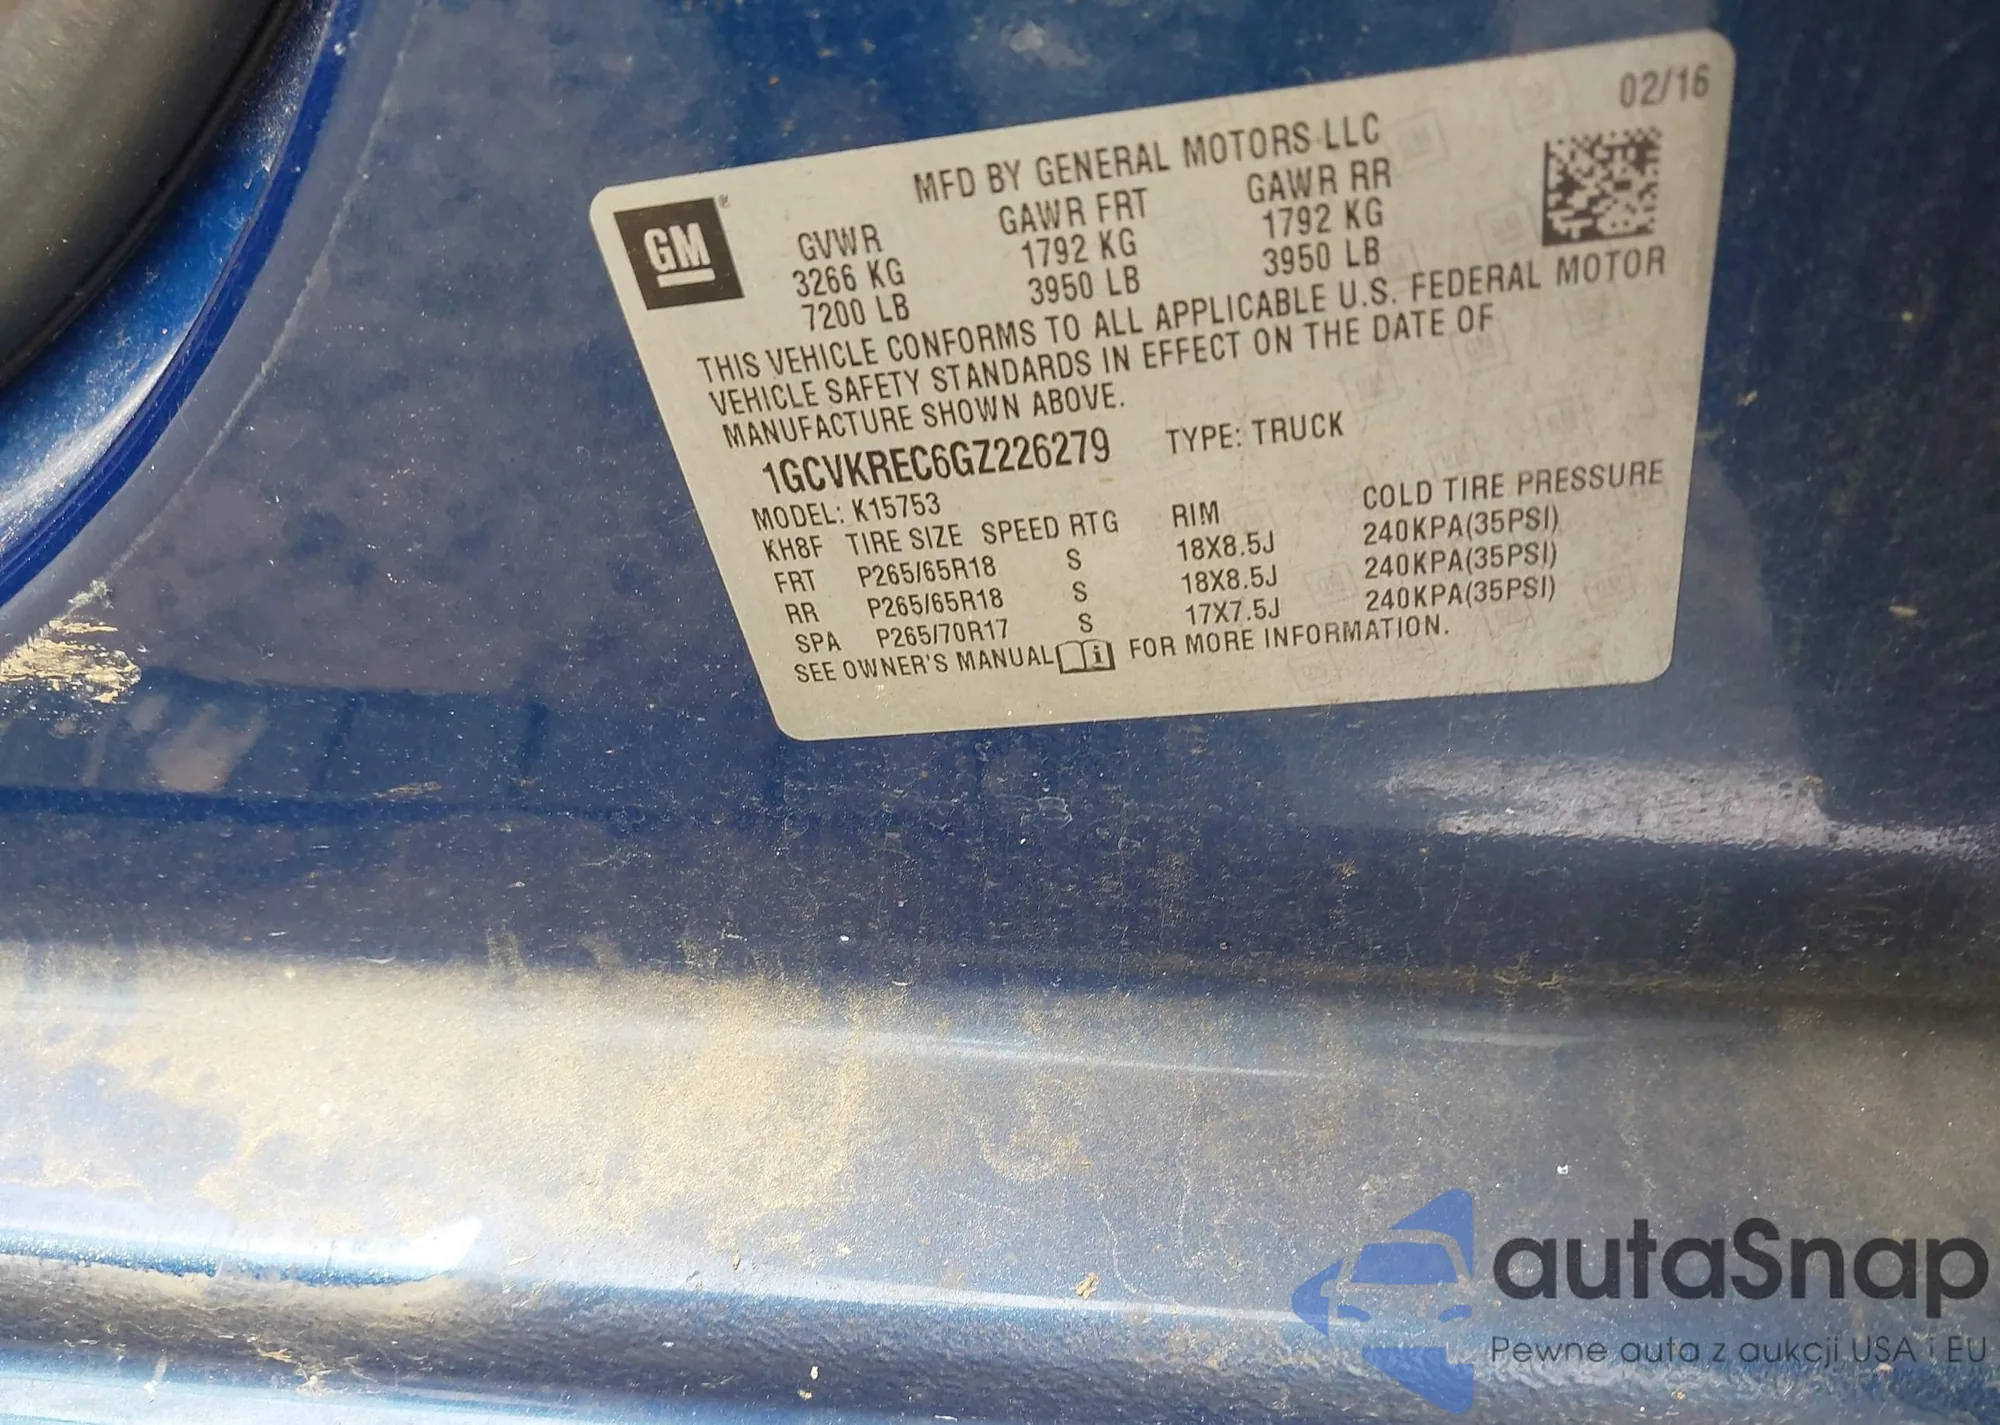 02/16
MFD BY GENERAL MOTORS LLC
GM®
GVWR GAWR FRT GAWR RR
3266 KG 1792 KG 1792 KG
7200 LB 3950 LB 3950 LB
THIS VEHICLE CONFORMS TO ALL APPLICABLE U.S. FEDERAL MOTOR
VEHICLE SAFETY STANDARDS IN EFFECT ON THE DATE OF
MANUFACTURE SHOWN ABOVE.
1GCVKREC6GZ226279 TYPE: TRUCK
MODEL: K15753
KH8F TIRE SIZE SPEED RTG RIM COLD TIRE PRESSURE
FRT P265/65R18 S 18X8.5J 240KPA(35PSI)
RR P265/65R18 S 18X8.5J 240KPA(35PSI)
SPA P265/70R17 S 17X7.5J 240KPA(35PSI)
SEE OWNER'S MANUAL FOR MORE INFORMATION.
autaSnap
Pewne auta z aukcji USA i EU